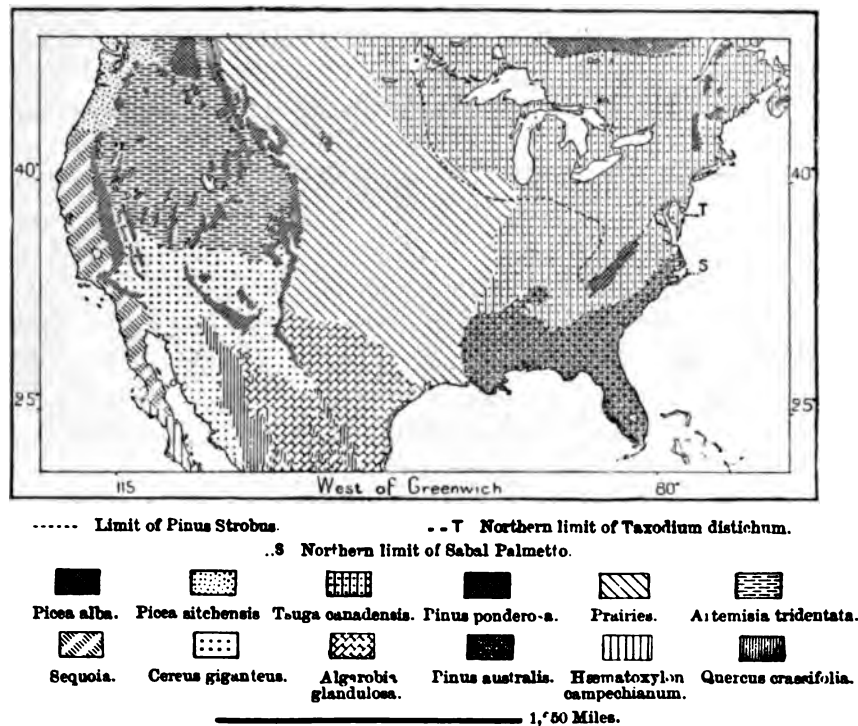 40
40
T
S
25
25
115
West of Greenwich
80
Limit of Pinus Strobus.
T Northern limit of Taxodium distichum.
..S Northern limit of Sabal Palmetto.
Picea alba. Picea sitchensis Tsuga canadensis. Pinus Prairies. Artemisia tridentata.
Sequoia. Cereus giganteus. Algarobia Pinus australis. Hæmatoxylon Quercus crassifolia.
glandulosa. campechianum.
Miles.